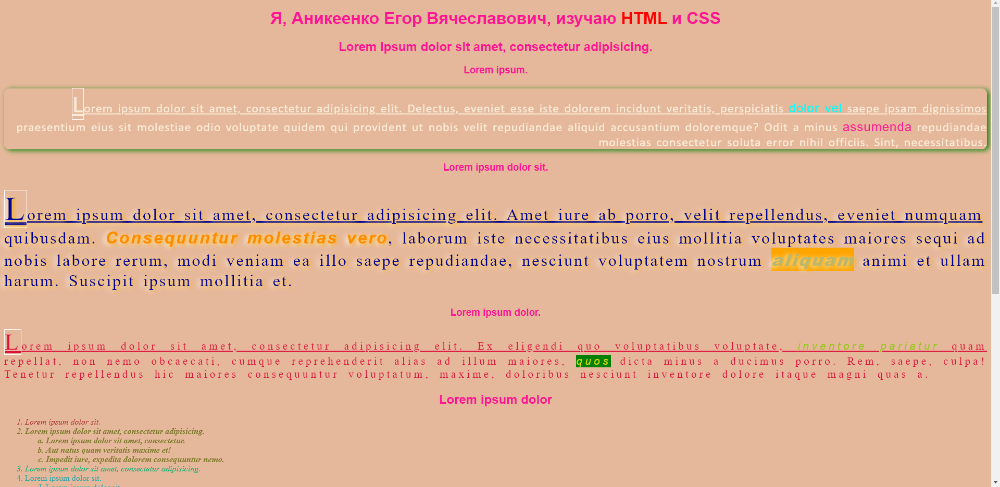 Я, Аникеенко Егор Вячеславович, изучаю HTML и CSS
Lorem ipsum dolor sit amet, consectetur adipisicing.
Lorem ipsum.
Lorem ipsum dolor sit amet, consectetur adipisicing elit. Delectus, eveniet esse iste dolorem incidunt veritatis, perspiciatis dolor vel saepe ipsam dignissimos
praesentium eius sit molestiae odio voluptate quidem qui provident ut nobis velit repudiandae aliquid accusantium doloremque? Odit a minus assumenda repudiandae
molestias consectetur soluta error nihil officiis. Sint, necessitatibus.
Lorem ipsum dolor sit.
Lorem ipsum dolor sit amet, consectetur adipisicing elit. Amet iure ab porro, velit repellendus, eveniet numquam
quibusdam. Consequuntur molestias vero, laborum iste necessitatibus eius mollitia voluptates maiores sequi ad
nobis labore rerum, modi veniam ea illo saepe repudiandae, nesciunt voluptatem nostrum aliquam animi et ullam
harum. Suscipit ipsum mollitia et.
Lorem ipsum dolor.
Lorem ipsum dolor sit amet, consectetur adipisicing elit. Ex eligendi quo voluptatibus voluptate, inventore pariatur quam
repellat, non nemo obcaecati, cumque reprehenderit alias ad illum maiores, quos dicta minus a ducimus porro. Rem, saepe, culpa!
Tenetur repellendus hic maiores consequuntur voluptatum, maxime, doloribus nesciunt inventore dolore itaque magni quas a.
Lorem ipsum dolor
1. Lorem ipsum dolor sit.
2. Lorem ipsum dolor sit amet, consectetur adipisicing.
a. Lorem ipsum dolor sit amet, consectetur.
b. Aut natus quam veritatis maxime et!
c. Impedit iure, expedita dolorem consequuntur nemo.
3. Lorem ipsum dolor sit amet, consectetur adipisicing.
4. Lorem ipsum dolor sit.